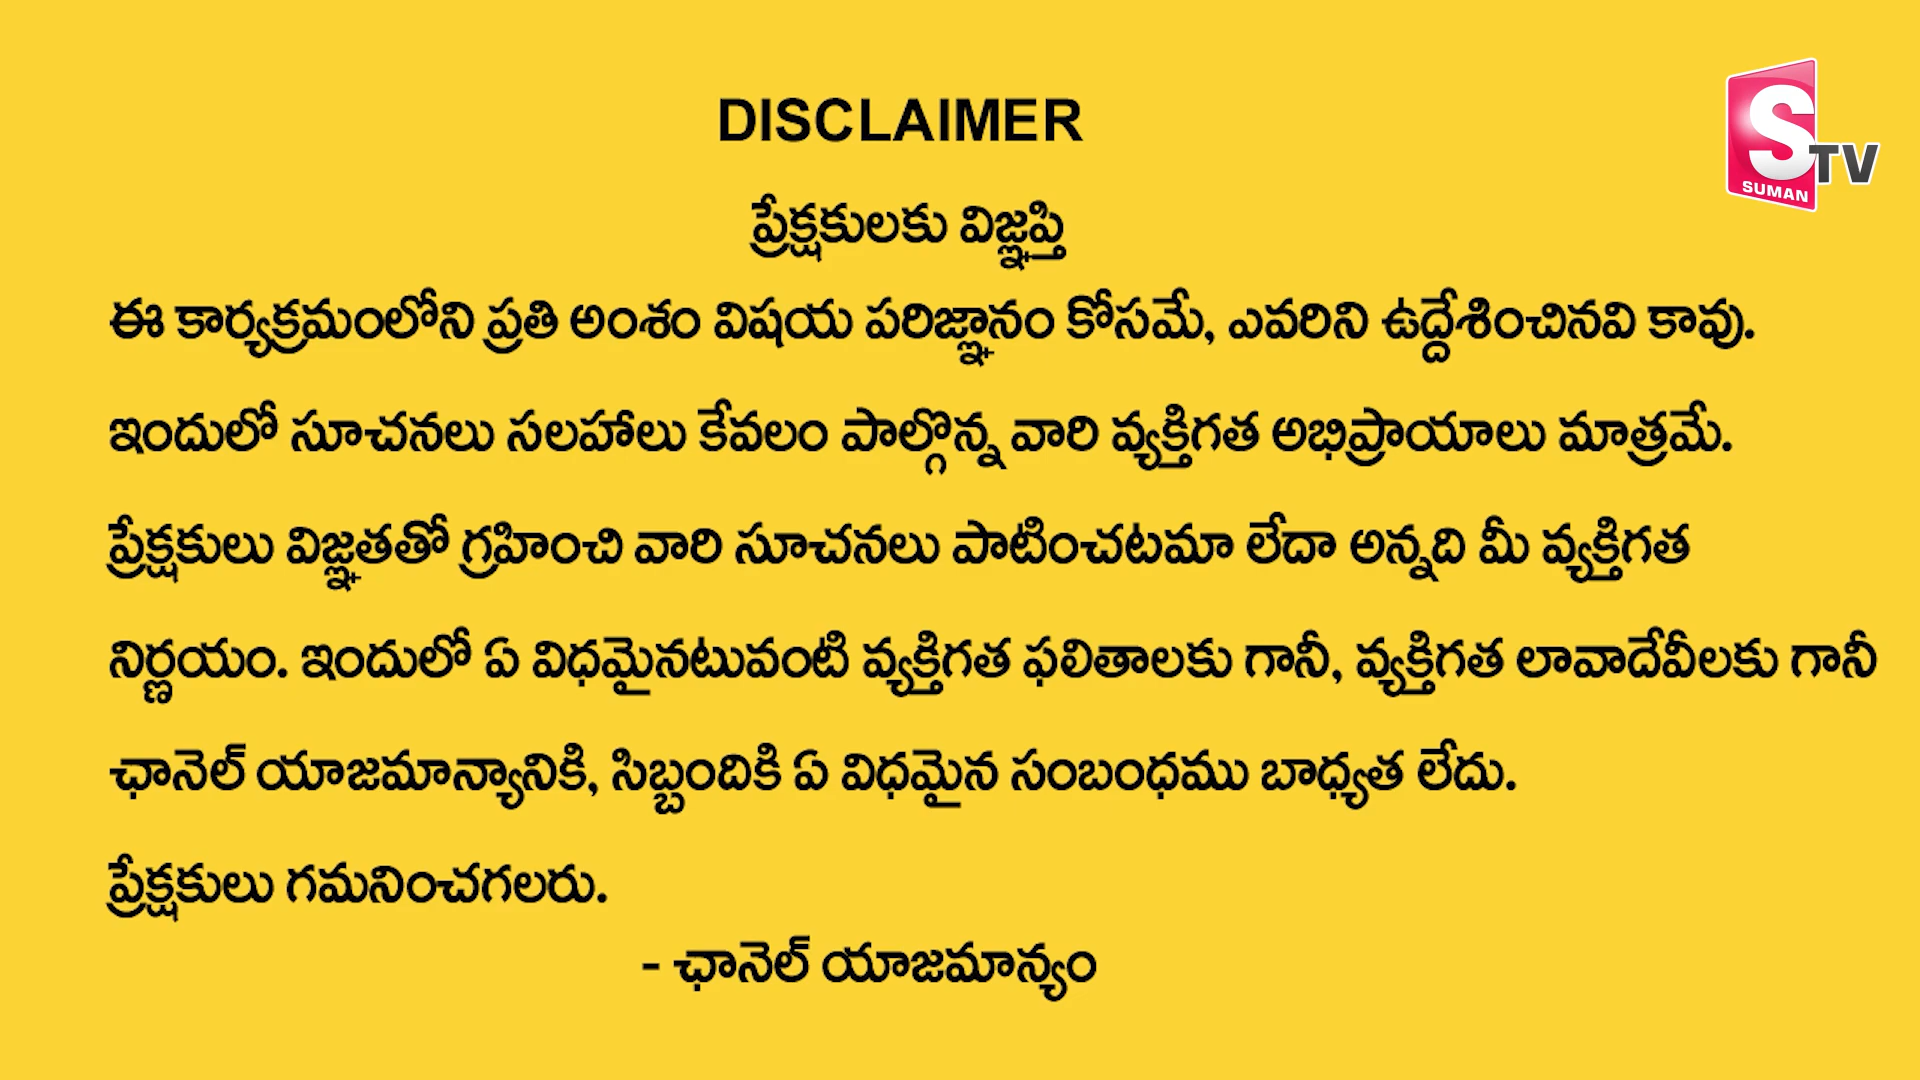 DISCLAIMER
S TV
SUMAN
ప్రేక్షకులకు విజ్ఞప్తి
ఈ కార్యక్రమంలోని ప్రతి అంశం విషయ పరిజ్ఞానం కోసమే, ఎవరిని ఉద్దేశించినవి కావు.
ఇందులో సూచనలు సలహాలు కేవలం పాల్గొన్న వారి వ్యక్తిగత అభిప్రాయాలు మాత్రమే.
ప్రేక్షకులు విజ్ఞతతో గ్రహించి వారి సూచనలు పాటించటమా లేదా అన్నది మీ వ్యక్తిగత
నిర్ణయం. ఇందులో ఏ విధమైనటువంటి వ్యక్తిగత ఫలితాలకు గానీ, వ్యక్తిగత లావాదేవీలకు గానీ
ఛానెల్ యాజమాన్యానికి, సిబ్బందికి ఏ విధమైన సంబంధము బాధ్యత లేదు.
ప్రేక్షకులు గమనించగలరు.
- ఛానెల్ యాజమాన్యం